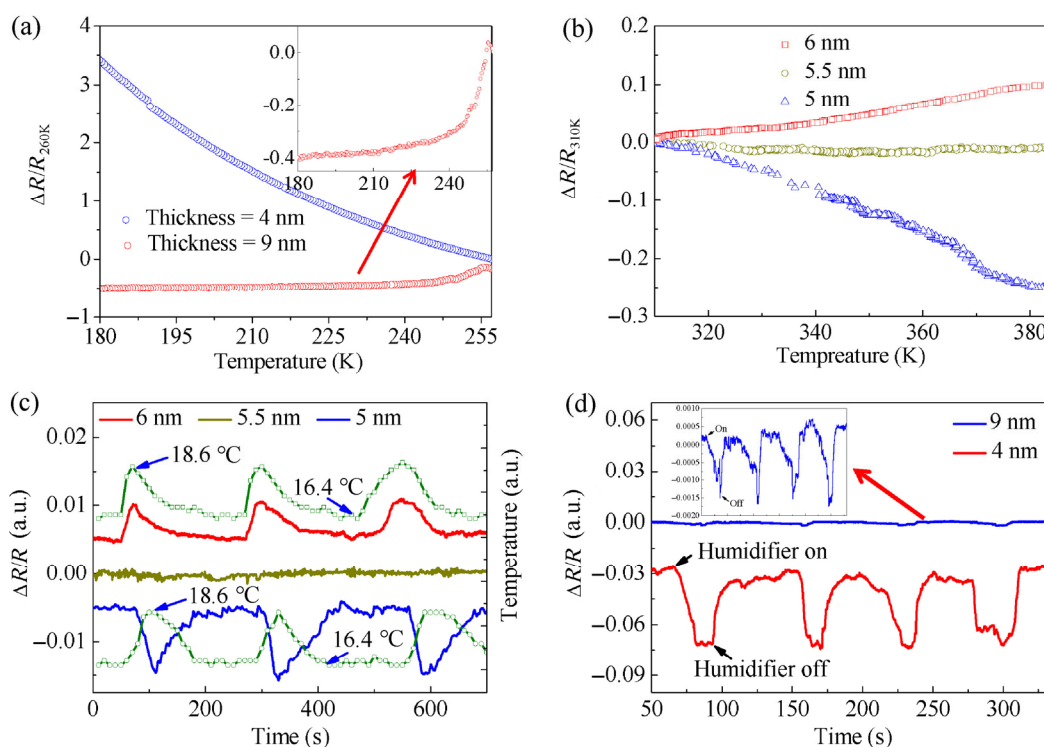 (a)
4
3
2
1
0
−1
ΔR/R260K
0.0
−0.2
−0.4
180
210
240
Thickness = 4 nm
Thickness = 9 nm
180
195
210
225
240
255
Temperature (K)
(b)
6 nm
5.5 nm
5 nm
0.1
0.0
−0.1
−0.2
−0.3
ΔR/R310K
320
340
360
380
Tempreature (K)
(c)
6 nm
5.5 nm
5 nm
0.02
0.01
0.00
−0.01
ΔR/R (a.u.)
18.6 °C
16.4 °C
18.6 °C
16.4 °C
Temperature (a.u.)
0
200
400
600
Time (s)
(d)
0.06
0.03
0.00
−0.03
−0.06
−0.09
ΔR/R (a.u.)
0.0010
0.0005
0.0000
−0.0005
−0.0010
−0.0015
−0.0020
On
Off
9 nm
4 nm
Humidifier on
Humidifier off
50
100
150
200
250
300
Time (s)